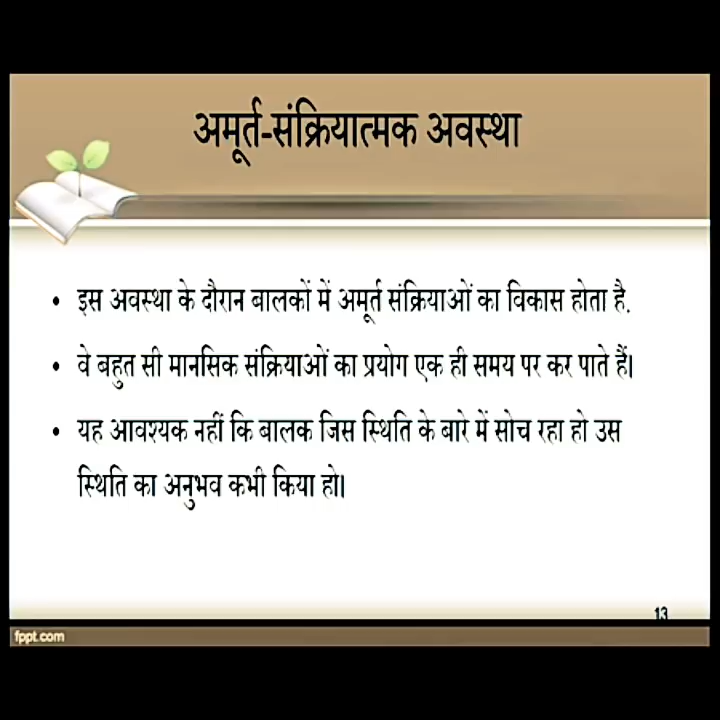 अमूर्त-संक्रियात्मक अवस्था
• इस अवस्था के दौरान बालकों में अमूर्त संक्रियाओं का विकास होता है.
• वे बहुत सी मानसिक संक्रियाओं का प्रयोग एक ही समय पर कर पाते हैं।
• यह आवश्यक नहीं कि बालक जिस स्थिति के बारे में सोच रहा हो उस
स्थिति का अनुभव कभी किया हो।
13
fppt.com